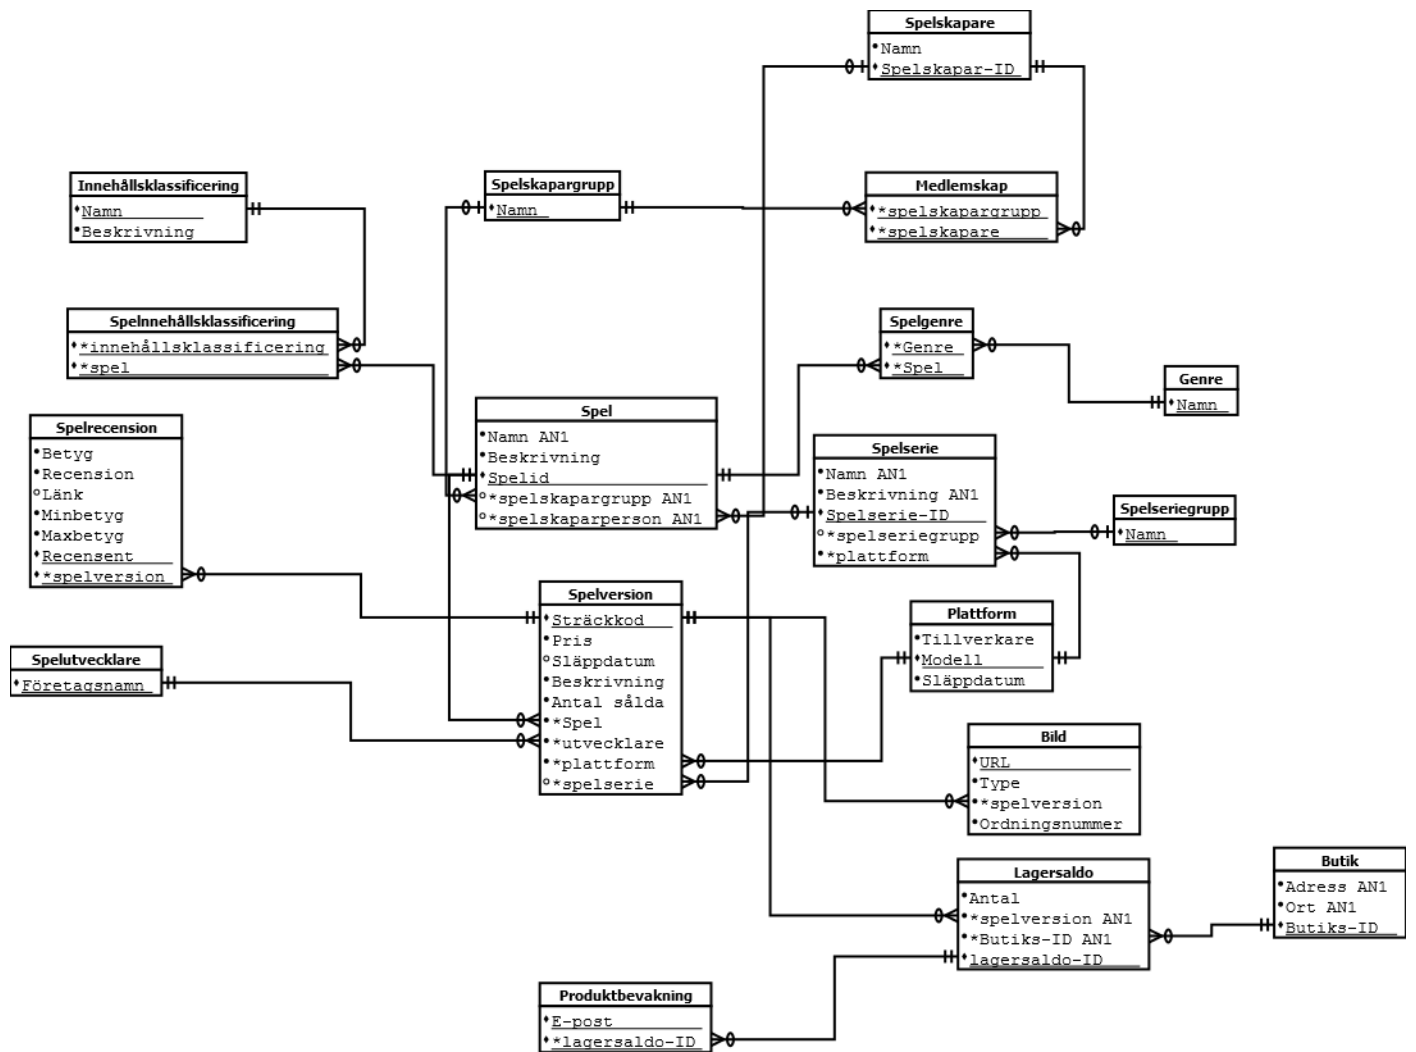 Spelskapare
Namn
Spelskapar-ID
Innehållsklassificering
Namn
Beskrivning
Spelskapargrupp
Namn
Medlemskap
*spelskapargrupp
*spelskapare
Spelnnehållsklassificering
*innehållsklassificering
*spel
Spelgenre
*Genre
*Spel
Genre
Namn
Spelrecension
Betyg
Recension
Länk
Minbetyg
Maxbetyg
Recensent
*spelversion
Spel
Namn AN1
Beskrivning
Spelid
*spelskapargrupp AN1
*spelskaparperson AN1
Spelserie
Namn AN1
Beskrivning AN1
Spelserie-ID
*spelseriegrupp
*plattform
Spelseriegrupp
Namn
Spelversion
Sträckkod
Pris
Släppdatum
Beskrivning
Antal sålda
*Spel
*utvecklare
*plattform
*spelserie
Plattform
Tillverkare
Modell
Släppdatum
Spelutvecklare
Företagsnamn
Bild
URL
Type
*spelversion
Ordningsnummer
Lagersaldo
Antal
*spelversion AN1
*Butiks-ID AN1
lagersaldo-ID
Butik
Adress AN1
Ort AN1
Butiks-ID
Produktbevakning
E-post
*lagersaldo-ID